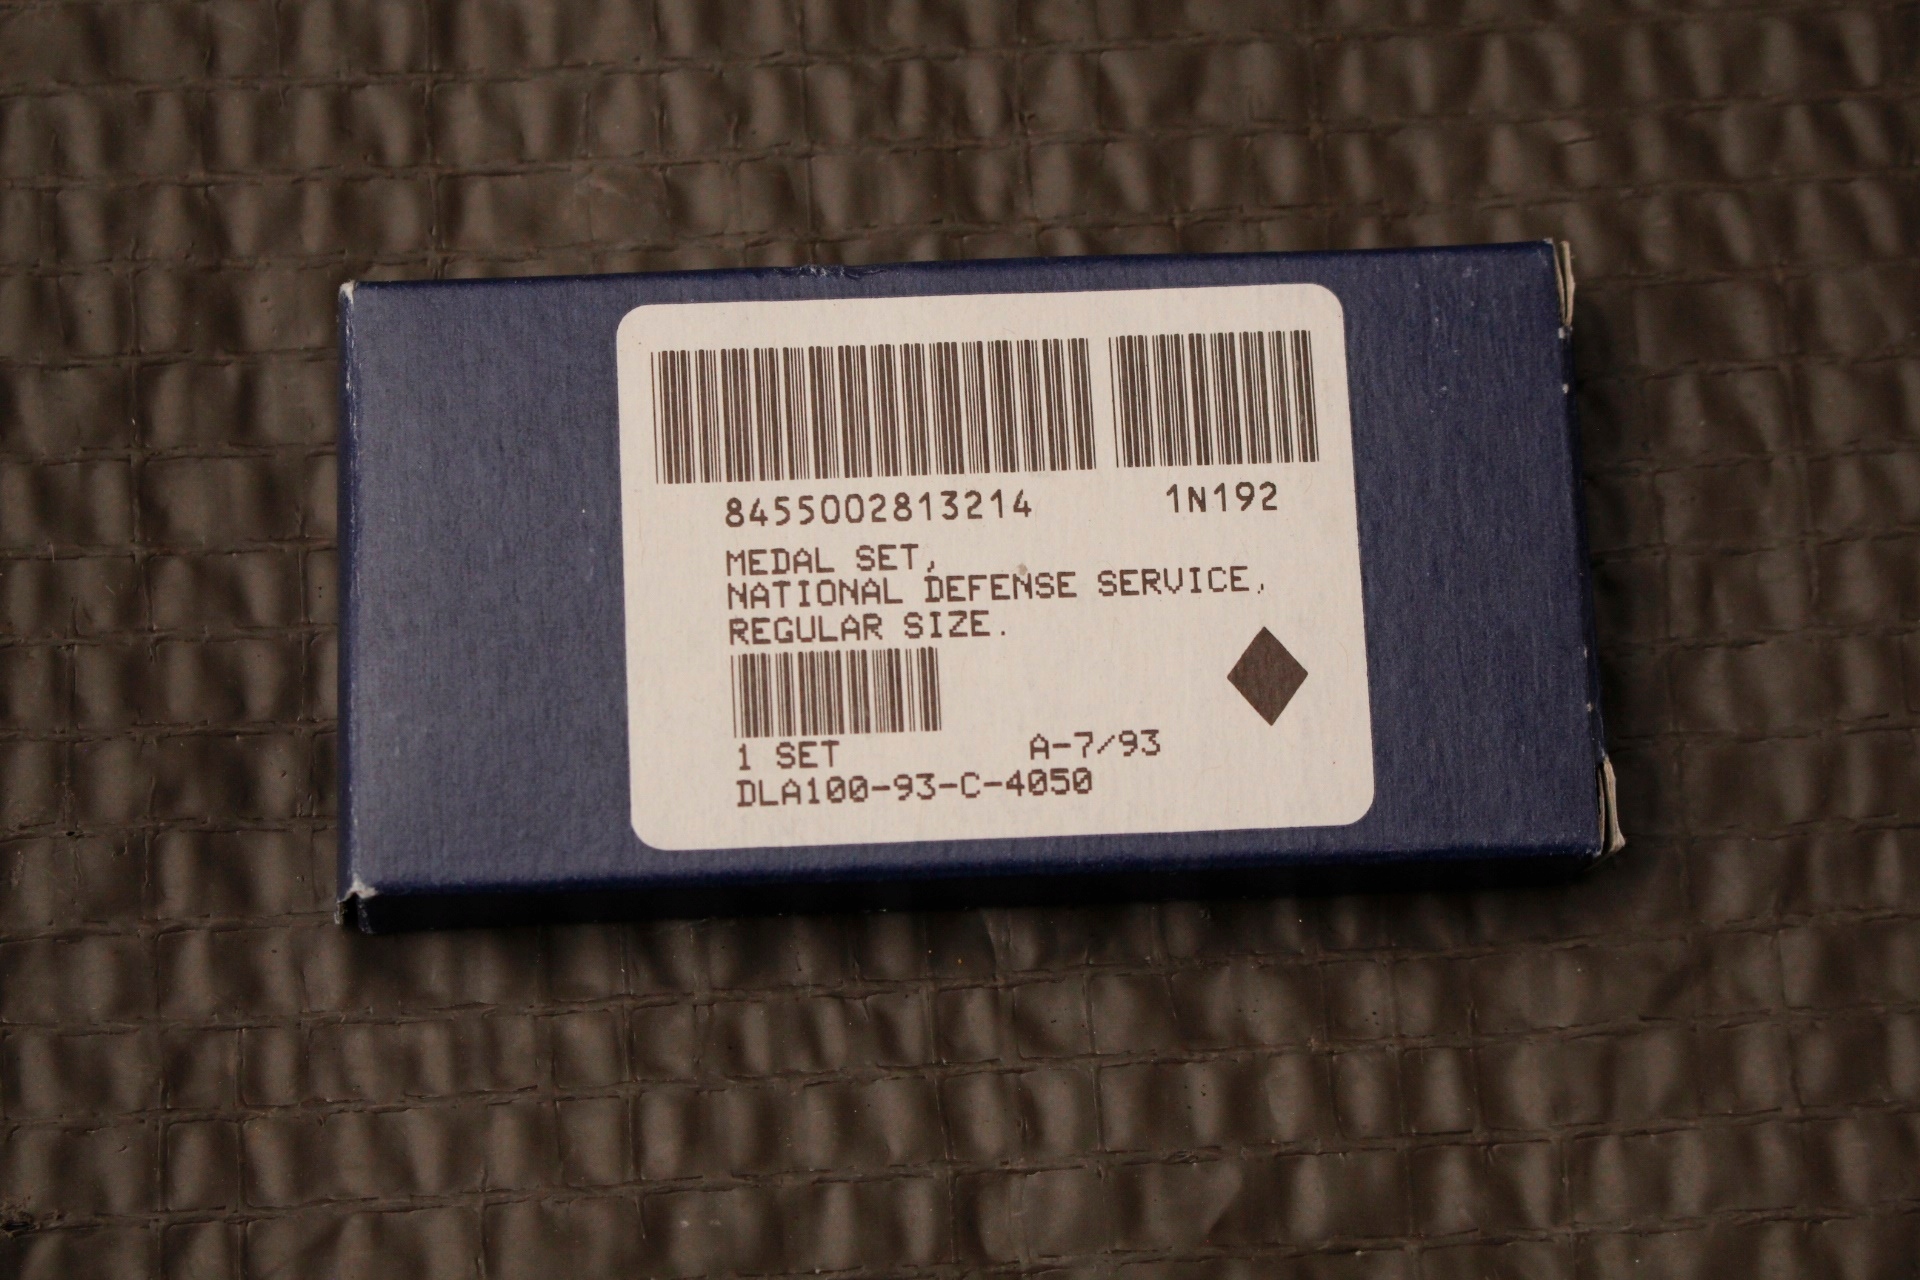 8455002813214 1N192
MEDAL SET,
NATIONAL DEFENSE SERVICE,
REGULAR SIZE.
1 SET A-7/93
DLA100-93-C-4050